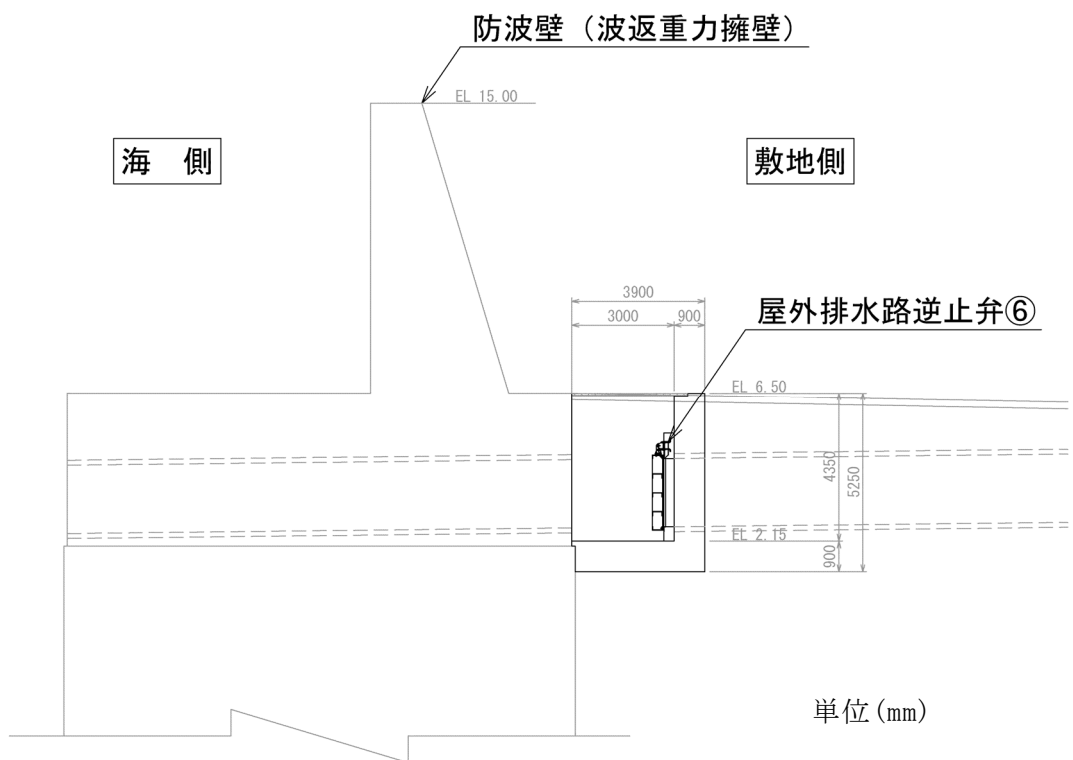 防波壁（波返重力擁壁）
EL 15.00
海　側
敷地側
3900
3000
900
屋外排水路逆止弁⑥
EL 6.50
4350
5250
EL 2.15
900
単位(mm)